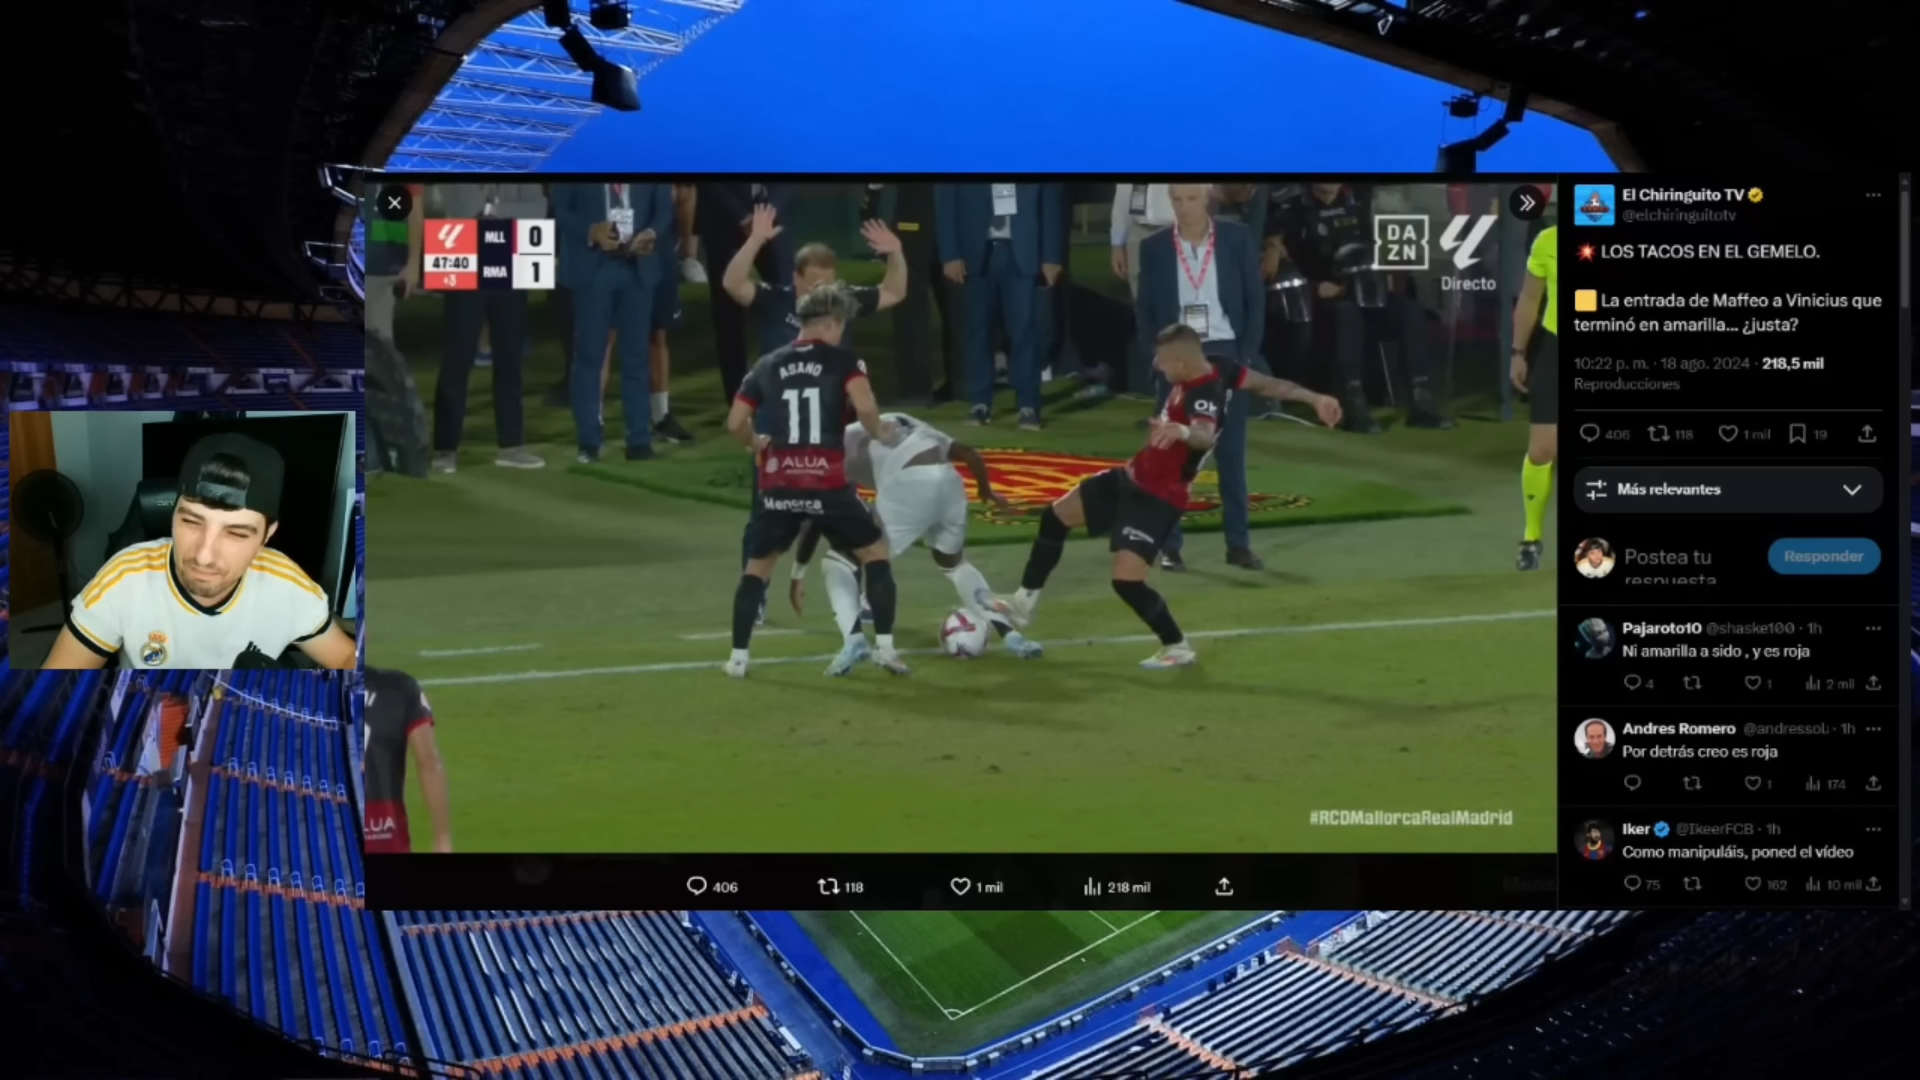 MLL 0
47:40
+3
RMA 1
DAZN
Directo
ASANO
11
ALUA
Menorca
OK
LUA
#RCDMallorcaRealMadrid
406
118
1 mil
218 mil
El Chiringuito TV
@elchiringuitotv
LOS TACOS EN EL GEMELO.
La entrada de Maffeo a Vinicius que
terminó en amarilla... ¿justa?
10:22 p. m. · 18 ago. 2024 · 218,5 mil
Reproducciones
406 118 1 mil 19
Más relevantes
Postea tu
respuesta
Responder
Pajaroto10 @shaske100 · 1h
Ni amarilla a sido , y es roja
4 1 2 mil
Andres Romero · 1h
Por detrás creo es roja
1 174
Iker @IkeerFCB · 1h
Como manipuláis, poned el vídeo
75 162 10 mil